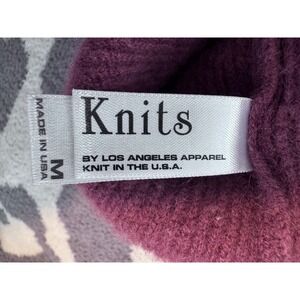 Knits
BY LOS ANGELES APPAREL
KNIT IN THE U.S.A.
MADE IN USA
M